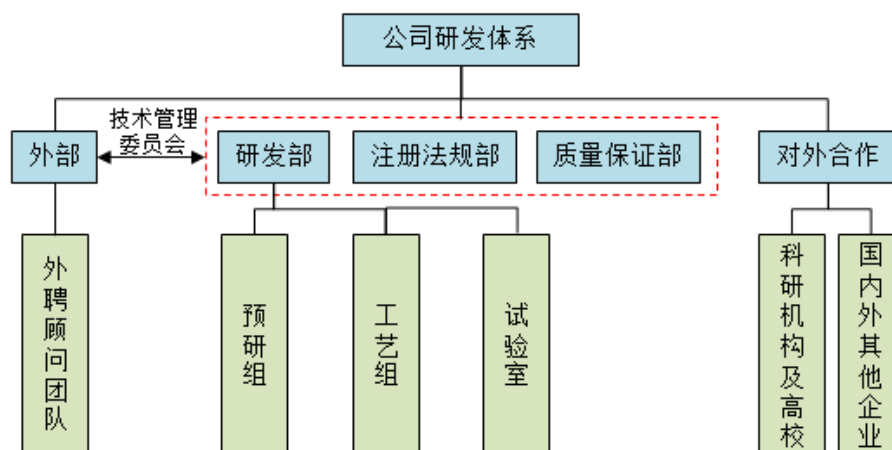 公司研发体系
技术管理
委员会
外部
研发部
注册法规部
质量保证部
对外合作
外聘顾问团队
预研组
工艺组
试验室
科研机构及高校
国内外其他企业